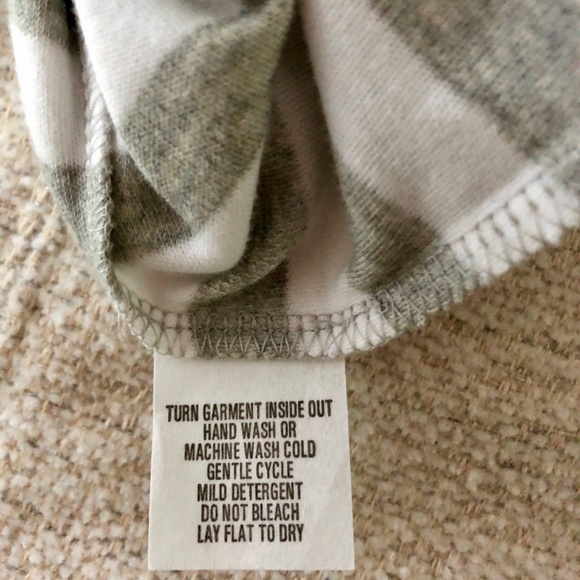 TURN GARMENT INSIDE OUT
HAND WASH OR
MACHINE WASH COLD
GENTLE CYCLE
MILD DETERGENT
DO NOT BLEACH
LAY FLAT TO DRY